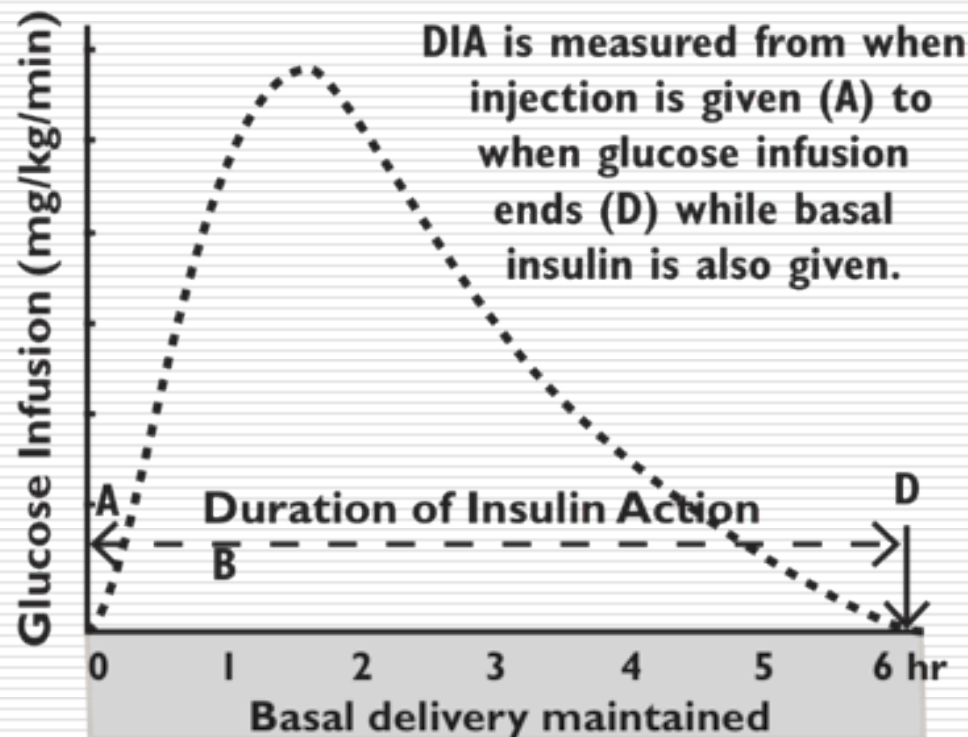 Glucose Infusion (mg/kg/min)
DIA is measured from when
injection is given (A) to
when glucose infusion
ends (D) while basal
insulin is also given.
A
Duration of Insulin Action
D
B
0 1 2 3 4 5 6 hr
Basal delivery maintained